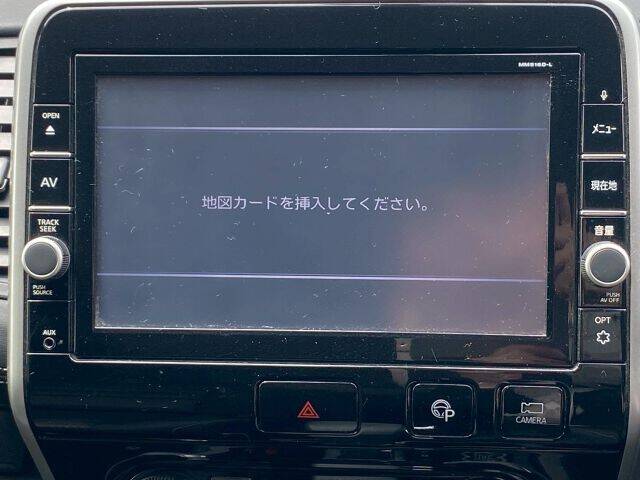 MM516D-L
OPEN
AV
TRACK
SEEK
PUSH
SOURCE
AUX
地図カードを挿入してください。
メニュー
現在地
音量
PUSH
AV OFF
OPT
P
CAMERA